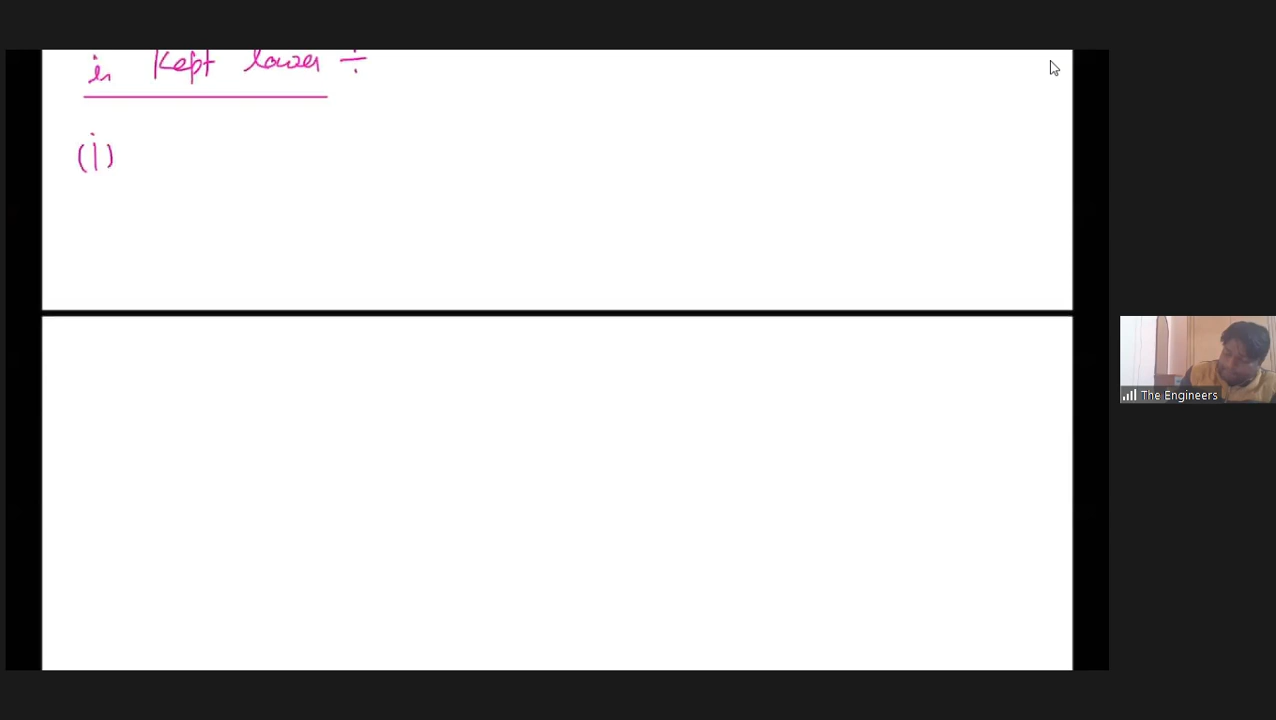 is kept lower ÷
(i)
The Engineers